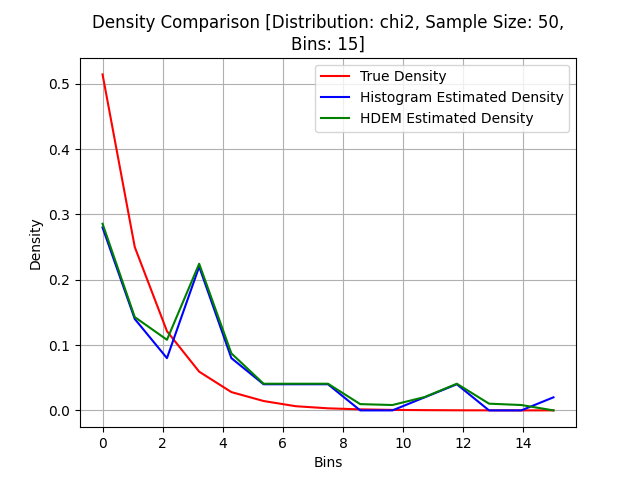 Density Comparison [Distribution: chi2, Sample Size: 50,
Bins: 15]
True Density
Histogram Estimated Density
HDEM Estimated Density
Density
0.5
0.4
0.3
0.2
0.1
0.0
0 2 4 6 8 10 12 14
Bins